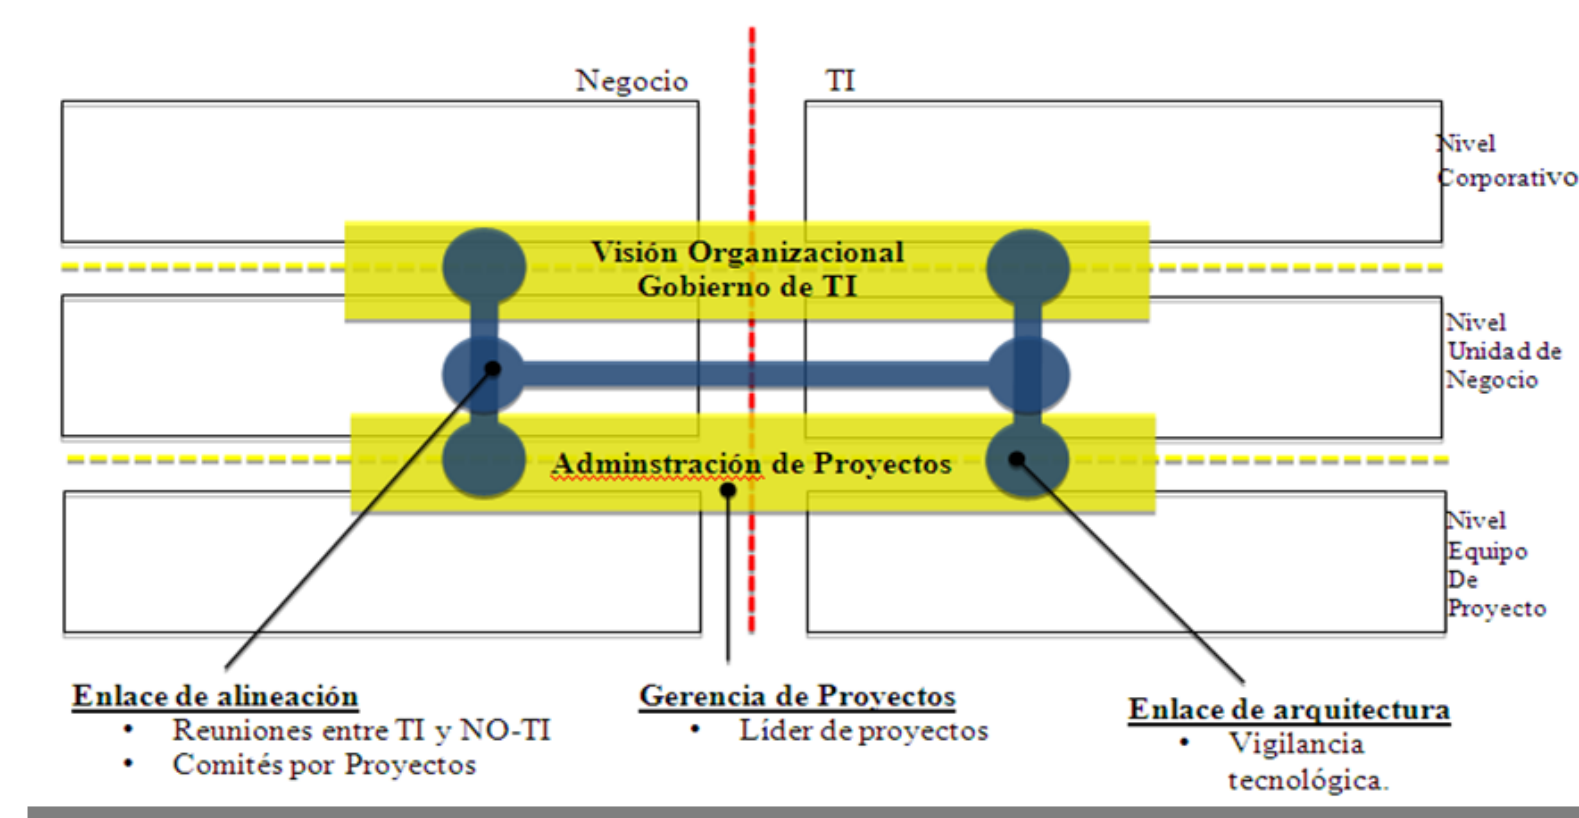 Negocio
TI
Nivel
Corporativo
Visión Organizacional
Gobierno de TI
Nivel
Unidad de
Negocio
Adminstración de Proyectos
Nivel
Equipo
De
Proyecto
Enlace de alineación
• Reuniones entre TI y NO-TI
• Comités por Proyectos
Gerencia de Proyectos
• Líder de proyectos
Enlace de arquitectura
• Vigilancia
tecnológica.